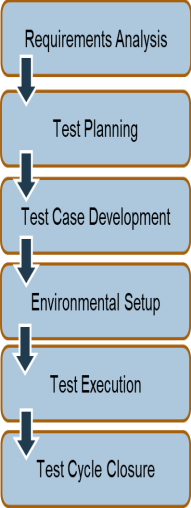 Requirements Analysis
Test Planning
Test Case Development
Environmental Setup
Test Execution
Test Cycle Closure